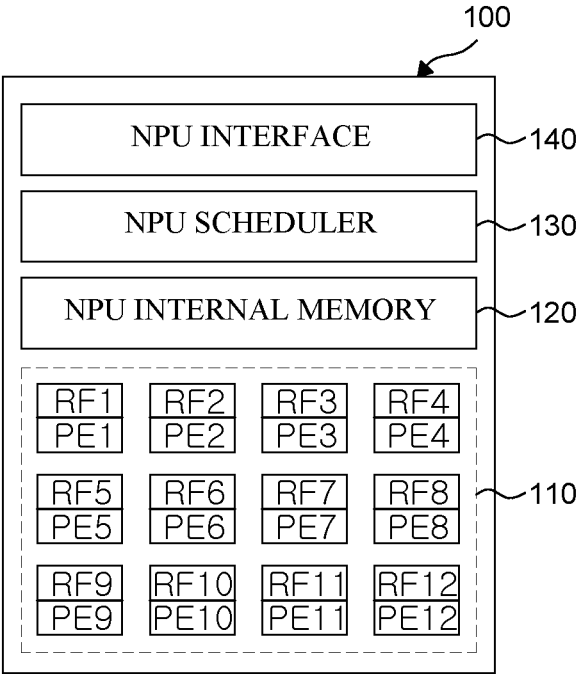 100
NPU INTERFACE 140
NPU SCHEDULER 130
NPU INTERNAL MEMORY 120
RF1 RF2 RF3 RF4
PE1 PE2 PE3 PE4
RF5 RF6 RF7 RF8 110
PE5 PE6 PE7 PE8
RF9 RF10 RF11 RF12
PE9 PE10 PE11 PE12